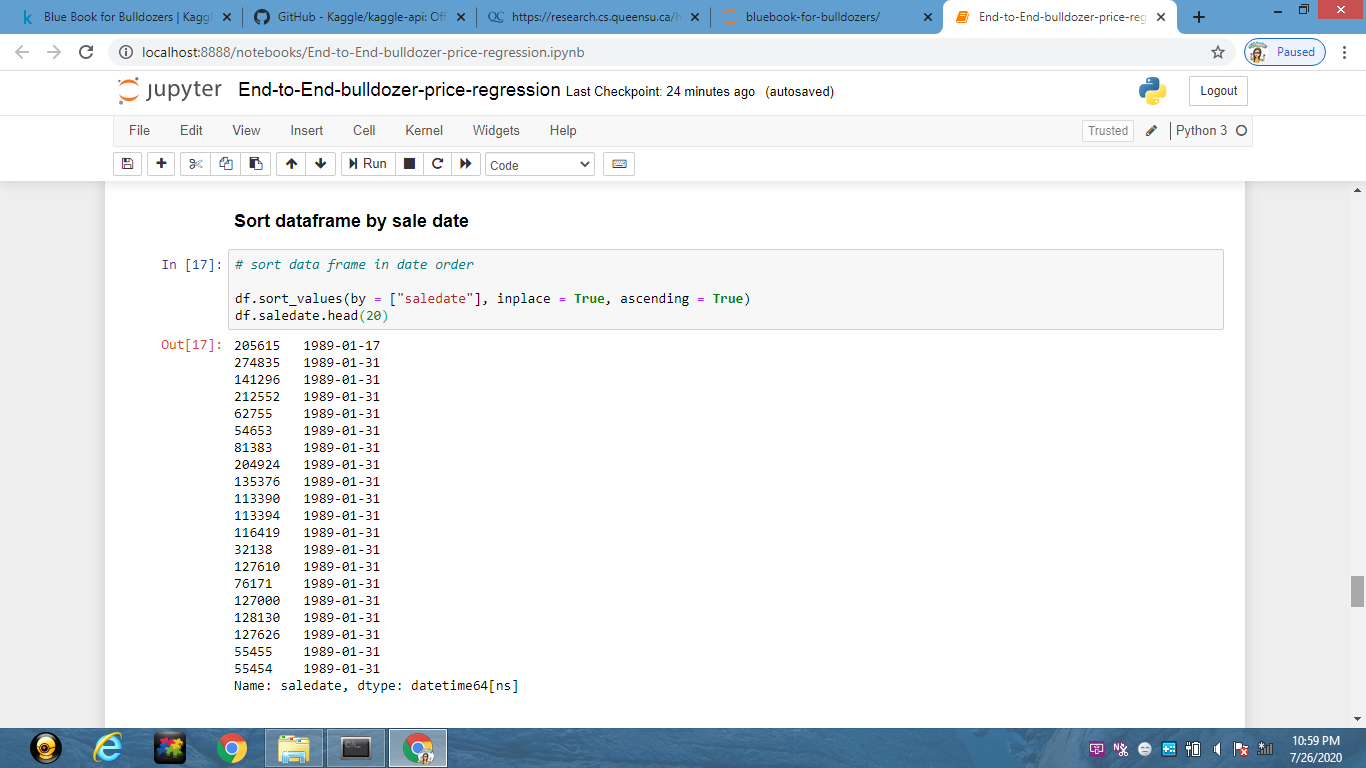 Blue Book for Bulldozers | Kaggl
GitHub - Kaggle/kaggle-api: Off
QC https://research.cs.queensu.ca/h
bluebook-for-bulldozers/
End-to-End-bulldozer-price-reg
localhost:8888/notebooks/End-to-End-bulldozer-price-regression.ipynb
Paused
jupyter End-to-End-bulldozer-price-regression Last Checkpoint: 24 minutes ago (autosaved)
Logout
File Edit View Insert Cell Kernel Widgets Help
Trusted Python 3
Run Code
Sort dataframe by sale date
In [17]: # sort data frame in date order
df.sort_values(by = ["saledate"], inplace = True, ascending = True)
df.saledate.head(20)
Out[17]: 205615 1989-01-17
274835 1989-01-31
141296 1989-01-31
212552 1989-01-31
62755 1989-01-31
54653 1989-01-31
81383 1989-01-31
204924 1989-01-31
135376 1989-01-31
113390 1989-01-31
113394 1989-01-31
116419 1989-01-31
32138 1989-01-31
127610 1989-01-31
76171 1989-01-31
127000 1989-01-31
128130 1989-01-31
127626 1989-01-31
55455 1989-01-31
55454 1989-01-31
Name: saledate, dtype: datetime64[ns]
10:59 PM
7/26/2020